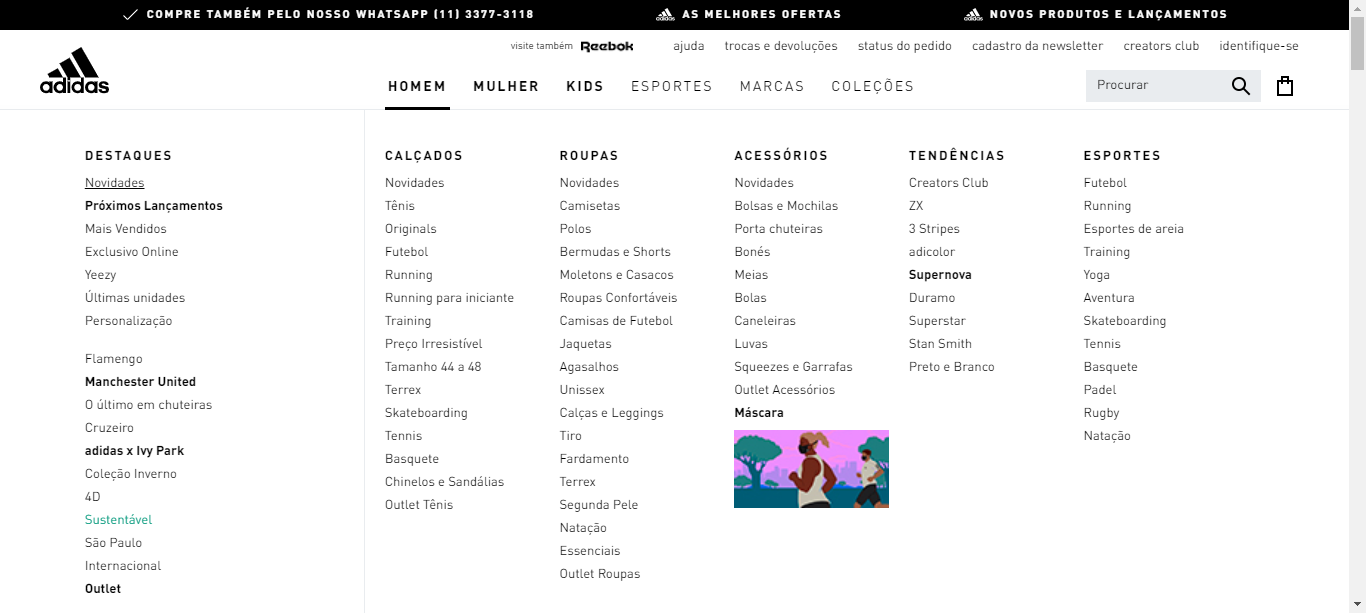 COMPRE TAMBÉM PELO NOSSO WHATSAPP (11) 3377-3118
AS MELHORES OFERTAS
NOVOS PRODUTOS E LANÇAMENTOS
visite também Reebok
ajuda
trocas e devoluções
status do pedido
cadastro da newsletter
creators club
identifique-se
adidas
HOMEM
MULHER
KIDS
ESPORTES
MARCAS
COLEÇÕES
Procurar
DESTAQUES
Novidades
Próximos Lançamentos
Mais Vendidos
Exclusivo Online
Yeezy
Últimas unidades
Personalização
Flamengo
Manchester United
O último em chuteiras
Cruzeiro
adidas x Ivy Park
Coleção Inverno
4D
Sustentável
São Paulo
Internacional
Outlet
CALÇADOS
Novidades
Tênis
Originals
Futebol
Running
Running para iniciante
Training
Preço Irresistível
Tamanho 44 a 48
Terrex
Skateboarding
Tennis
Basquete
Chinelos e Sandálias
Outlet Tênis
ROUPAS
Novidades
Camisetas
Polos
Bermudas e Shorts
Moletons e Casacos
Roupas Confortáveis
Camisas de Futebol
Jaquetas
Agasalhos
Unissex
Calças e Leggings
Tiro
Fardamento
Terrex
Segunda Pele
Natação
Essenciais
Outlet Roupas
ACESSÓRIOS
Novidades
Bolsas e Mochilas
Porta chuteiras
Bonés
Meias
Bolas
Caneleiras
Luvas
Squeezes e Garrafas
Outlet Acessórios
Máscara
TENDÊNCIAS
Creators Club
ZX
3 Stripes
adicolor
Supernova
Duramo
Superstar
Stan Smith
Preto e Branco
ESPORTES
Futebol
Running
Esportes de areia
Training
Yoga
Aventura
Skateboarding
Tennis
Basquete
Padel
Rugby
Natação